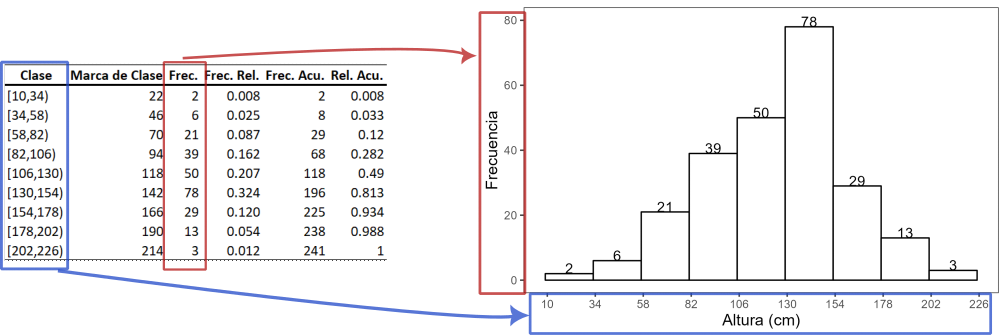 Clase Marca de Clase Frec. Frec. Rel. Frec. Acu. Rel. Acu.
[10,34) 22 2 0.008 2 0.008
[34,58) 46 6 0.025 8 0.033
[58,82) 70 21 0.087 29 0.12
[82,106) 94 39 0.162 68 0.282
[106,130) 118 50 0.207 118 0.49
[130,154) 142 78 0.324 196 0.813
[154,178) 166 29 0.120 225 0.934
[178,202) 190 13 0.054 238 0.988
[202,226) 214 3 0.012 241 1
Frecuencia
80
60
40
20
0
2 6 21 39 50 78 29 13 3
10 34 58 82 106 130 154 178 202 226
Altura (cm)